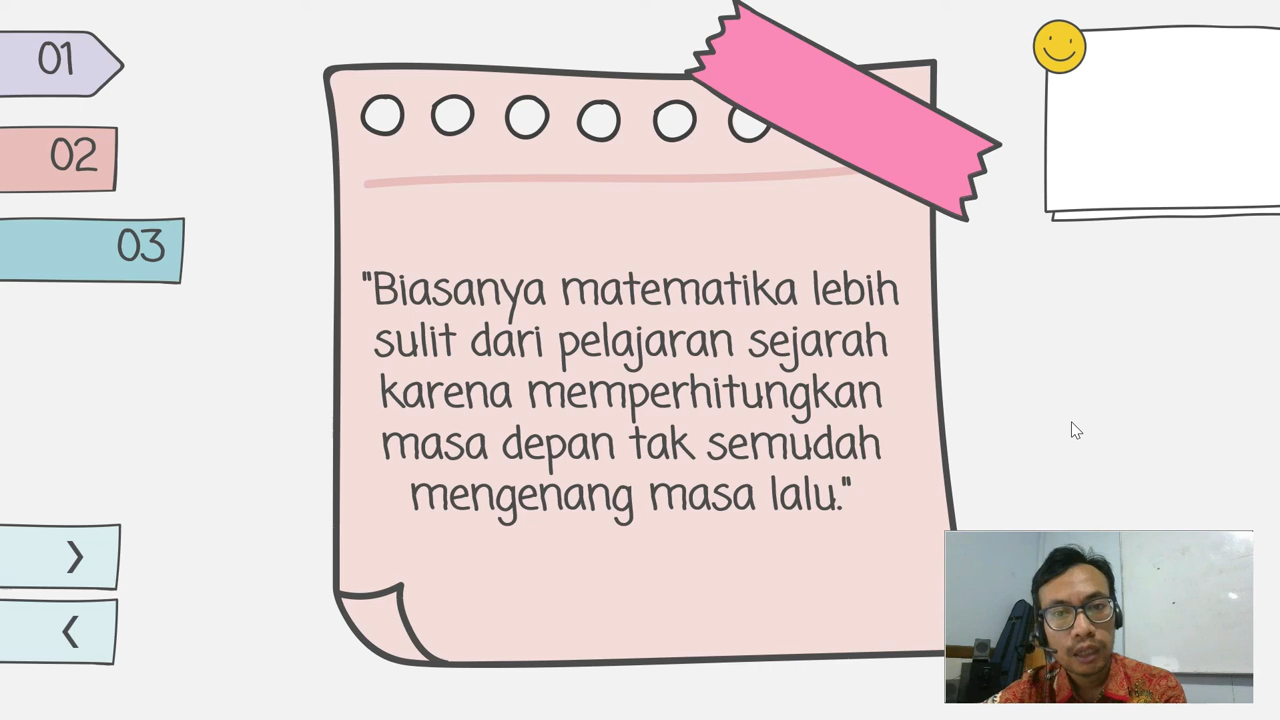 01
02
03
"Biasanya matematika lebih
sulit dari pelajaran sejarah
karena memperhitungkan
masa depan tak semudah
mengenang masa lalu."